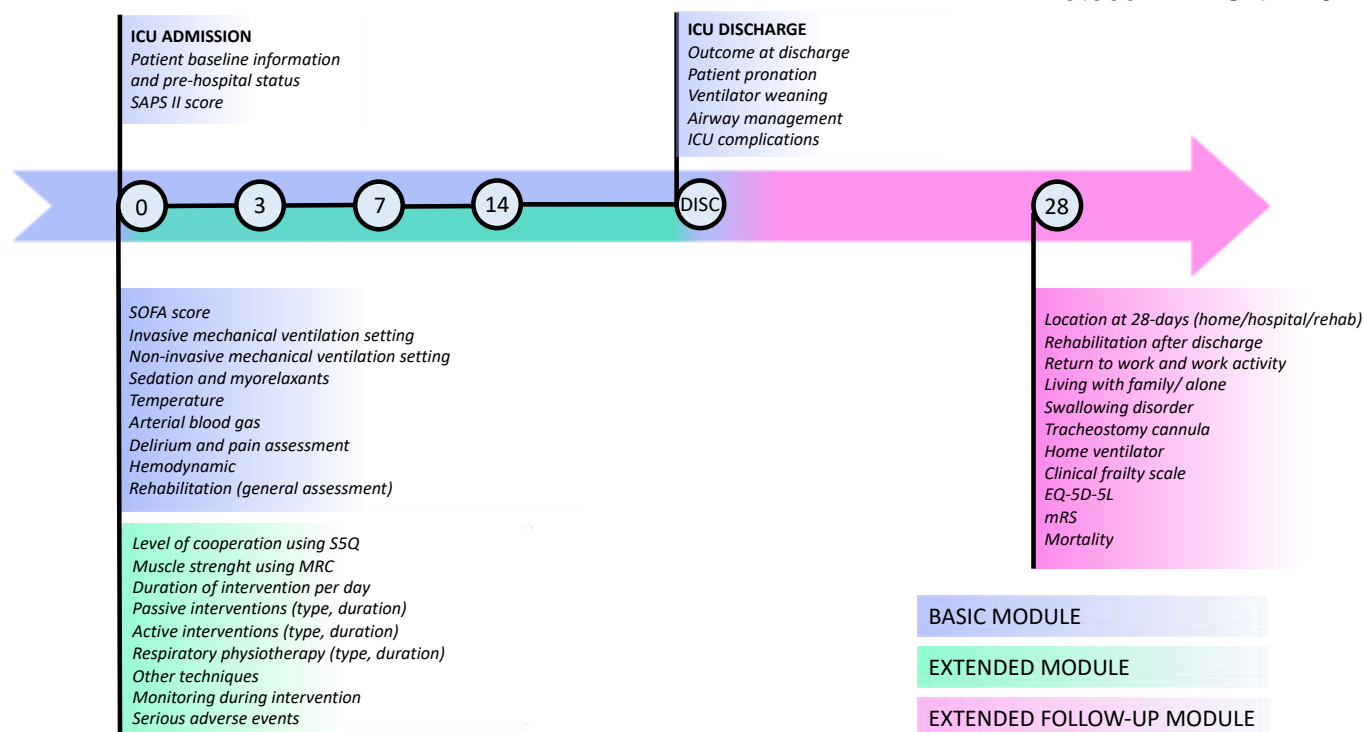 ICU ADMISSION
Patient baseline information
and pre-hospital status
SAPS II score
ICU DISCHARGE
Outcome at discharge
Patient pronation
Ventilator weaning
Airway management
ICU complications
0
3
7
14
DISC
28
SOFA score
Invasive mechanical ventilation setting
Non-invasive mechanical ventilation setting
Sedation and myorelaxants
Temperature
Arterial blood gas
Delirium and pain assessment
Hemodynamic
Rehabilitation (general assessment)
Level of cooperation using S5Q
Muscle strenght using MRC
Duration of intervention per day
Passive interventions (type, duration)
Active interventions (type, duration)
Respiratory physiotherapy (type, duration)
Other techniques
Monitoring during intervention
Serious adverse events
Location at 28-days (home/hospital/rehab)
Rehabilitation after discharge
Return to work and work activity
Living with family/ alone
Swallowing disorder
Tracheostomy cannula
Home ventilator
Clinical frailty scale
EQ-5D-5L
mRS
Mortality
BASIC MODULE
EXTENDED MODULE
EXTENDED FOLLOW-UP MODULE